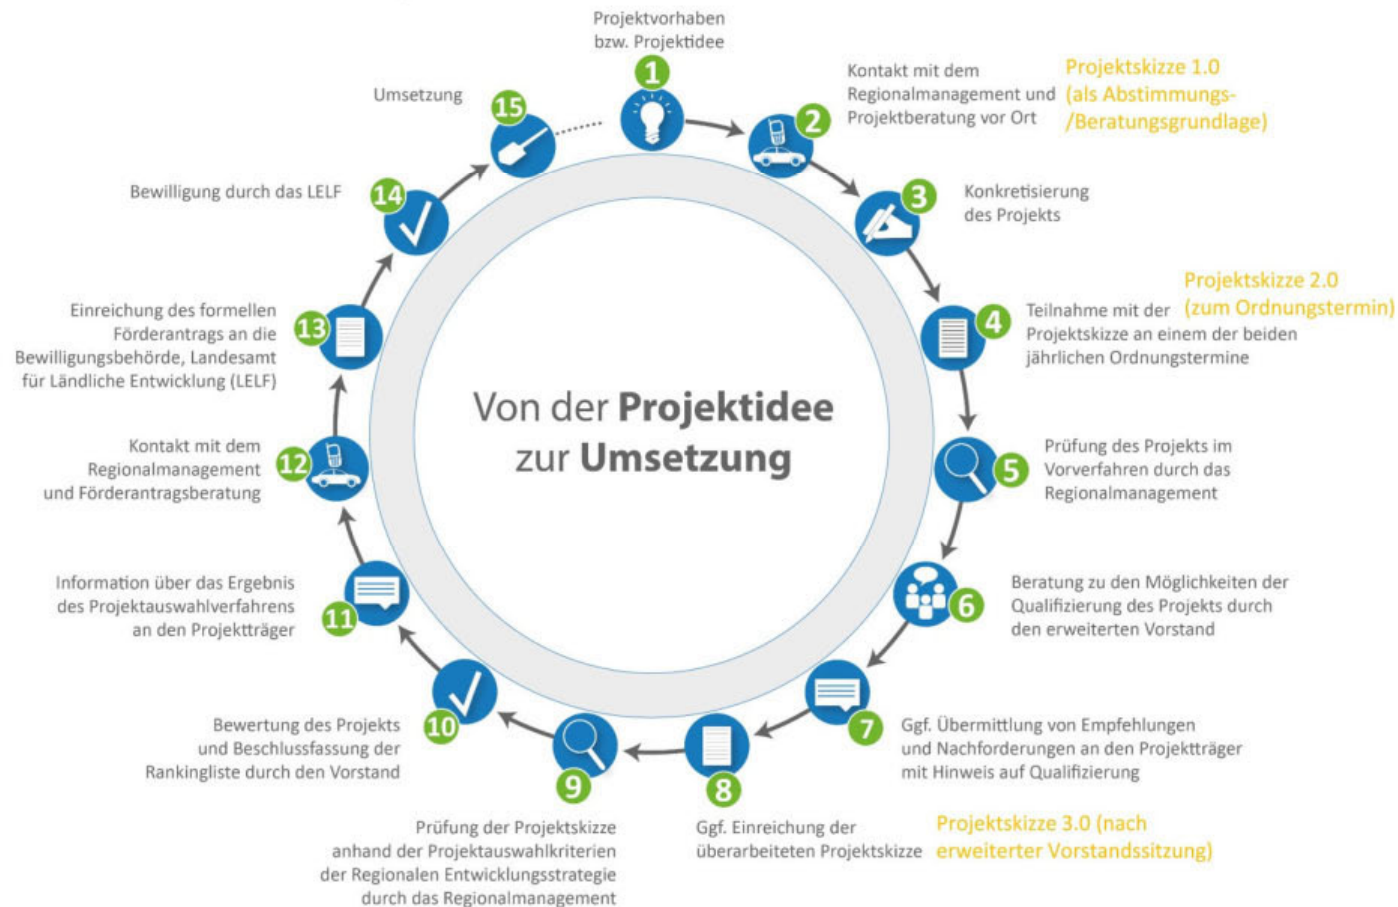 Projektvorhaben
bzw. Projektidee
1
Kontakt mit dem
Regionalmanagement und
Projektberatung vor Ort
2
Projektskizze 1.0
(als Abstimmungs-
/Beratungsgrundlage)
3
Konkretisierung
des Projekts
4
Teilnahme mit der
Projektskizze an einem der beiden
jährlichen Ordnungstermine
Projektskizze 2.0
(zum Ordnungstermin)
5
Prüfung des Projekts im
Vorverfahren durch das
Regionalmanagement
6
Beratung zu den Möglichkeiten der
Qualifizierung des Projekts durch
den erweiterten Vorstand
7
Ggf. Übermittlung von Empfehlungen
und Nachforderungen an den Projektträger
mit Hinweis auf Qualifizierung
8
Ggf. Einreichung der
überarbeiteten Projektskizze
Projektskizze 3.0 (nach
erweiterter Vorstandssitzung)
9
Prüfung der Projektskizze
anhand der Projektauswahlkriterien
der Regionalen Entwicklungsstrategie
durch das Regionalmanagement
10
Bewertung des Projekts
und Beschlussfassung der
Rankingliste durch den Vorstand
11
Information über das Ergebnis
des Projektauswahlverfahrens
an den Projektträger
12
Kontakt mit dem
Regionalmanagement
und Förderantragsberatung
13
Einreichung des formellen
Förderantrags an die
Bewilligungsbehörde, Landesamt
für Ländliche Entwicklung (LELF)
14
Bewilligung durch das LELF
15
Umsetzung
Von der Projektidee
zur Umsetzung